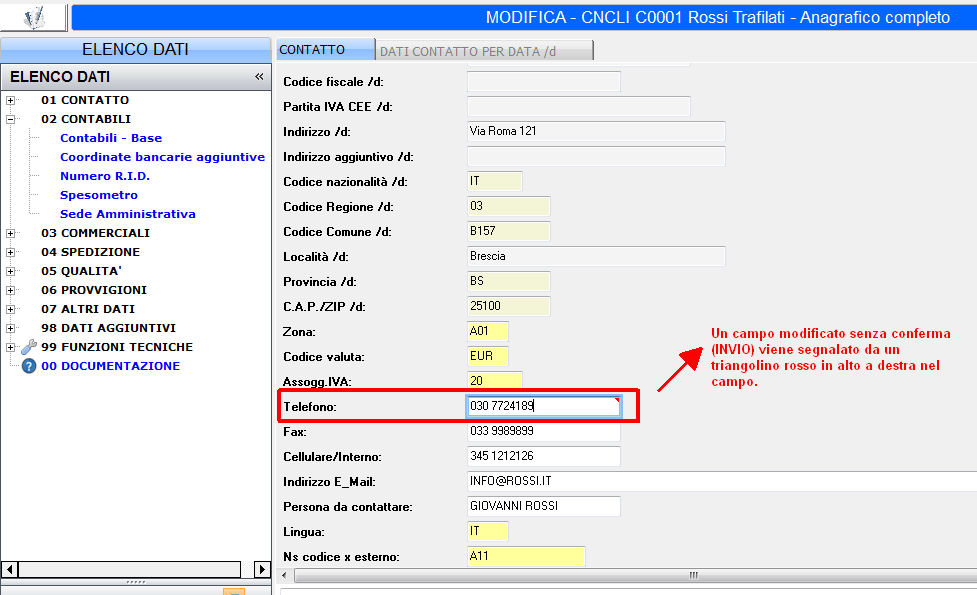 MODIFICA - CNCLI C0001 Rossi Trafilati - Anagrafico completo
ELENCO DATI
ELENCO DATI «
01 CONTATTO
02 CONTABILI
Contabili - Base
Coordinate bancarie aggiuntive
Numero R.I.D.
Spesometro
Sede Amministrativa
03 COMMERCIALI
04 SPEDIZIONE
05 QUALITA'
06 PROVVIGIONI
07 ALTRI DATI
98 DATI AGGIUNTIVI
99 FUNZIONI TECNICHE
? 00 DOCUMENTAZIONE
CONTATTO DATI CONTATTO PER DATA /d
Codice fiscale /d:
Partita IVA CEE /d:
Indirizzo /d: Via Roma 121
Indirizzo aggiuntivo /d:
Codice nazionalità /d: IT
Codice Regione /d: 03
Codice Comune /d: B157
Località /d: Brescia
Provincia /d: BS
C.A.P./ZIP /d: 25100
Zona: A01
Codice valuta: EUR
Assogg.IVA: 20
Telefono: 030 7724189
Fax: 033 9989899
Cellulare/Interno: 345 1212126
Indirizzo E_Mail: INFO@ROSSI.IT
Persona da contattare: GIOVANNI ROSSI
Lingua: IT
Ns codice x esterno: A11
Un campo modificato senza conferma
(INVIO) viene segnalato da un
triangolino rosso in alto a destra nel
campo.